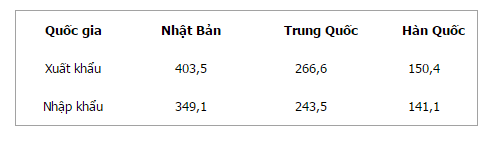 Quốc gia Nhật Bản Trung Quốc Hàn Quốc
Xuất khẩu 403,5 266,6 150,4
Nhập khẩu 349,1 243,5 141,1